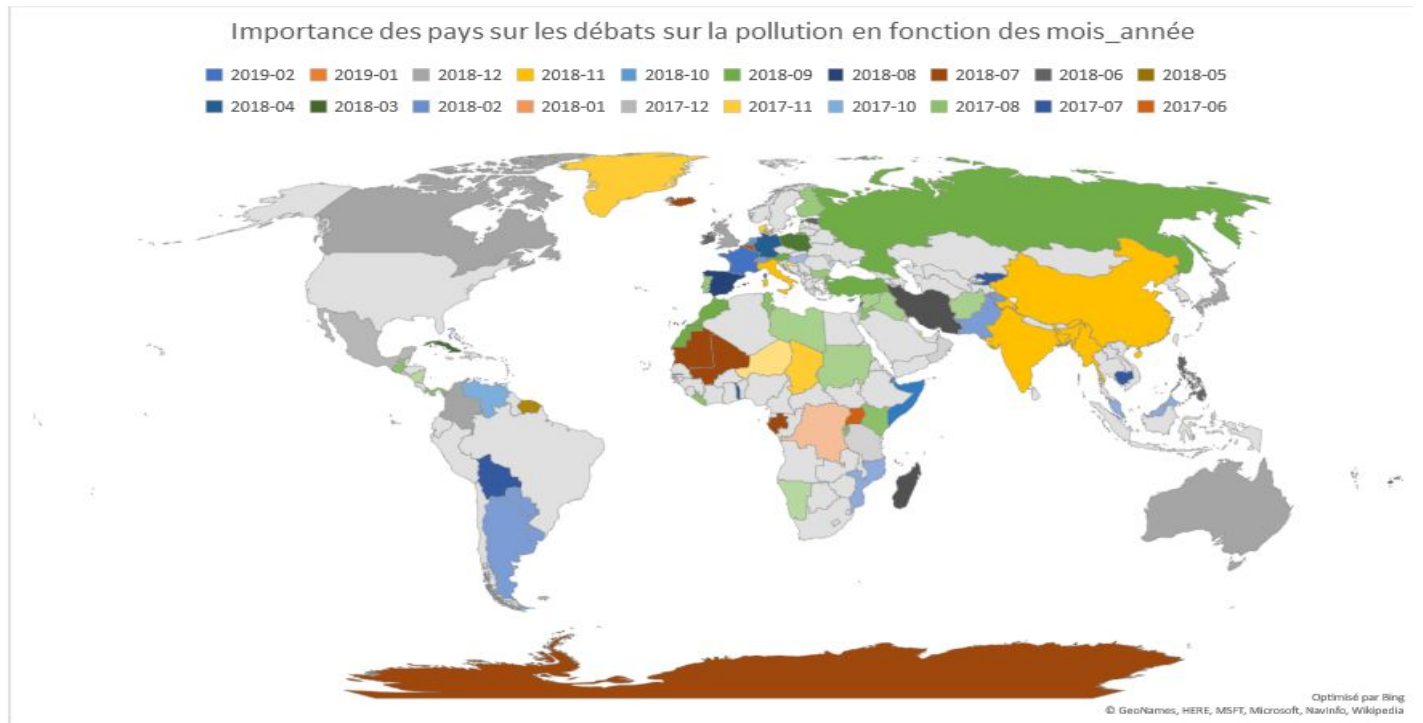 Importance des pays sur les débats sur la pollution en fonction des mois_année
2019-02 2019-01 2018-12 2018-11 2018-10 2018-09 2018-08 2018-07 2018-06 2018-05
2018-04 2018-03 2018-02 2018-01 2017-12 2017-11 2017-10 2017-08 2017-07 2017-06
Optimisé par Bing
© GeoNames, HERE, MSFT, Microsoft, NavInfo, Wikipedia